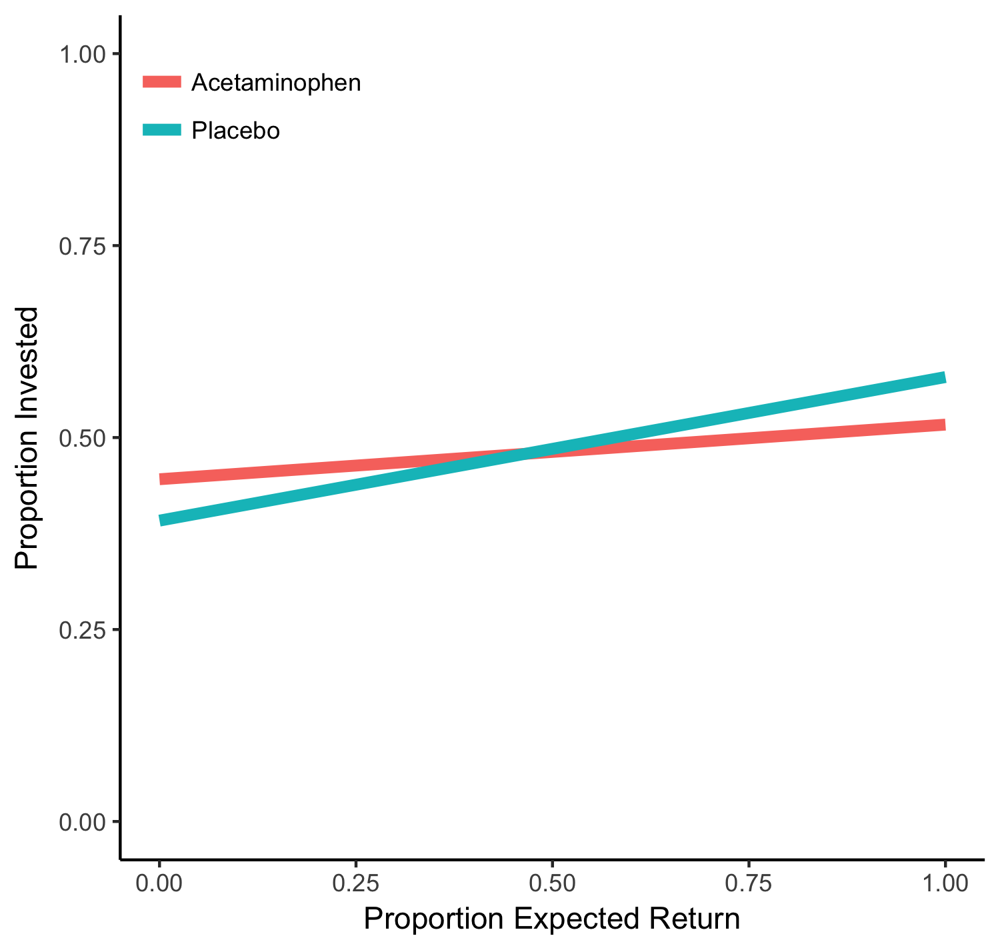 1.00
Acetaminophen
Placebo
0.75
Proportion Invested
0.50
0.25
0.00
0.00 0.25 0.50 0.75 1.00
Proportion Expected Return